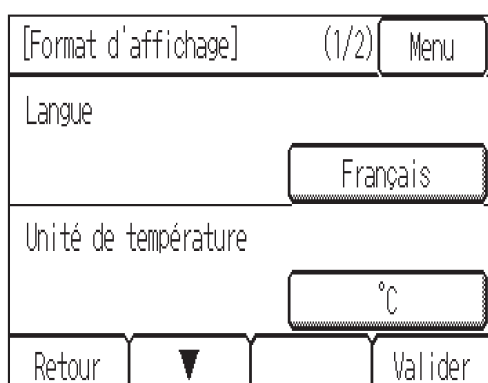 [Format d'affichage] (1/2) Menu
Langue
Français
Unité de température
°C
Retour ▼ Valider